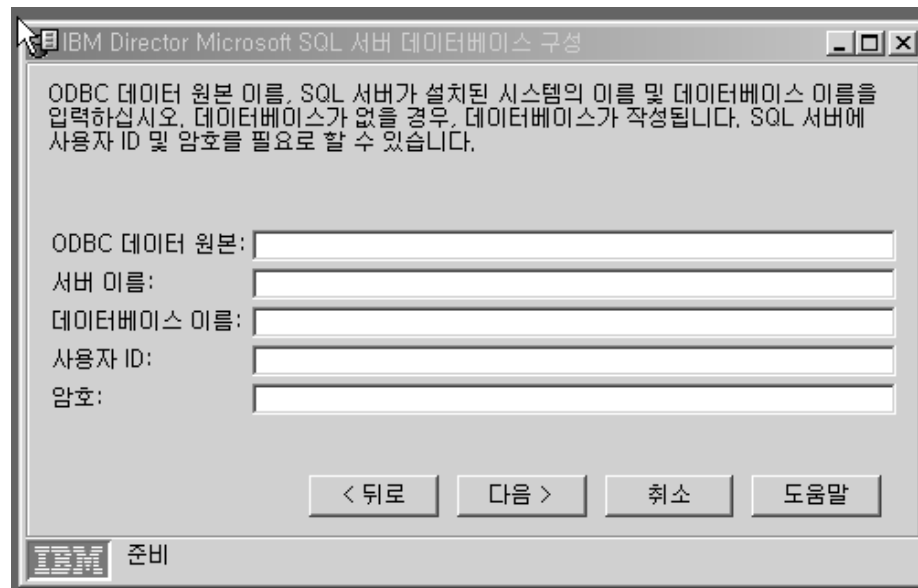 IBM Director Microsoft SQL 서버 데이터베이스 구성
ODBC 데이터 원본 이름, SQL 서버가 설치된 시스템의 이름 및 데이터베이스 이름을
입력하십시오. 데이터베이스가 없을 경우, 데이터베이스가 작성됩니다. SQL 서버에
사용자 ID 및 암호를 필요로 할 수 있습니다.
ODBC 데이터 원본:
서버 이름:
데이터베이스 이름:
사용자 ID:
암호:
< 뒤로 다음 > 취소 도움말
IBM 준비